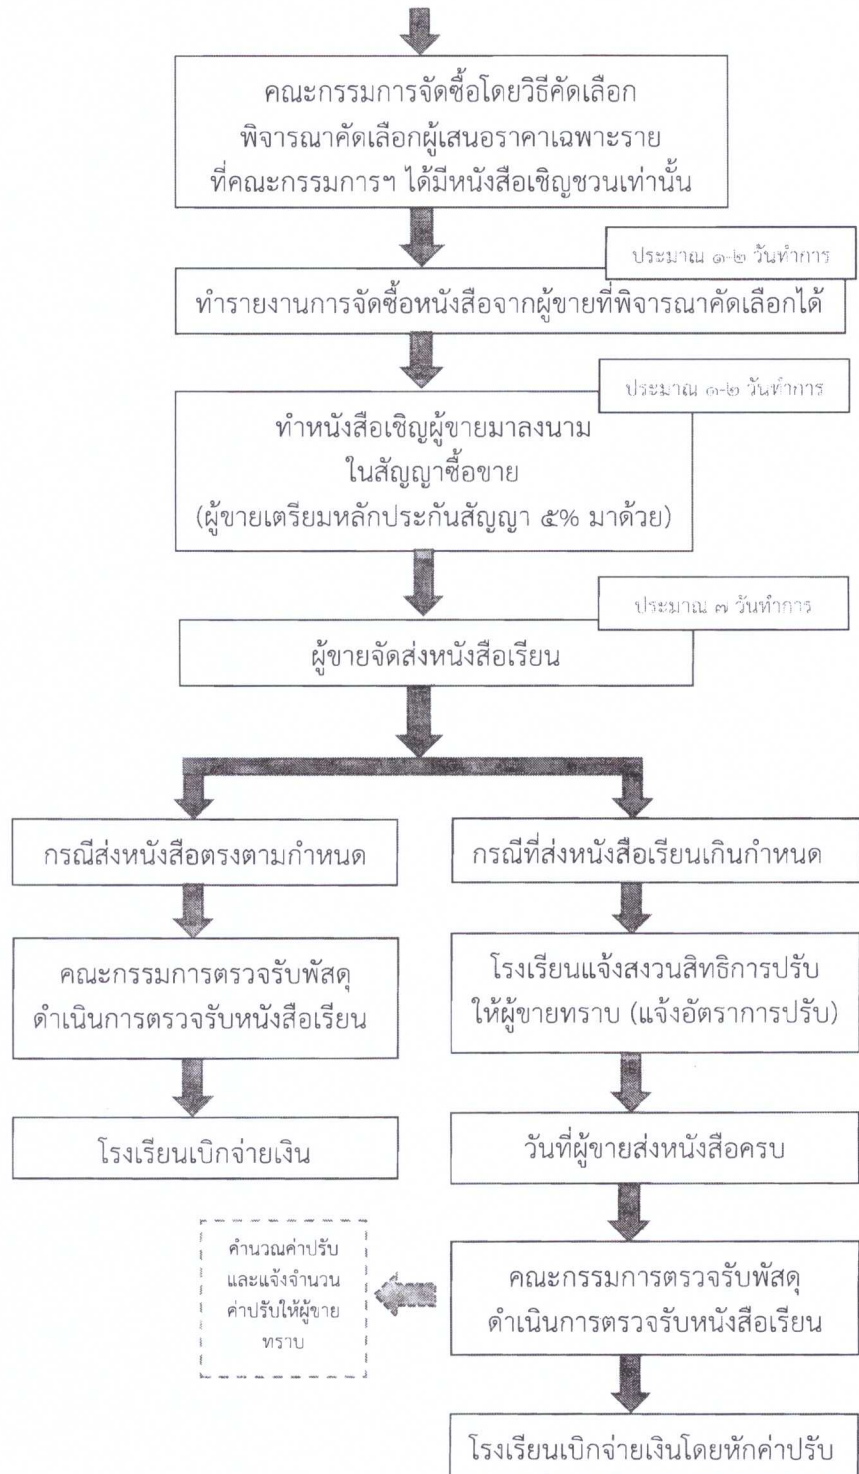 คณะกรรมการจัดซื้อโดยวิธีคัดเลือก
พิจารณาคัดเลือกผู้เสนอราคาเฉพาะราย
ที่คณะกรรมการฯ ได้มีหนังสือเชิญชวนเท่านั้น
ประมาณ ๑-๒ วันทำการ
ทำรายงานการจัดซื้อหนังสือจากผู้ขายที่พิจารณาคัดเลือกได้
ประมาณ ๑-๒ วันทำการ
ทำหนังสือเชิญผู้ขายมาลงนาม
ในสัญญาซื้อขาย
(ผู้ขายเตรียมหลักประกันสัญญา ๕% มาด้วย)
ประมาณ ๗ วันทำการ
ผู้ขายจัดส่งหนังสือเรียน
กรณีส่งหนังสือตรงตามกำหนด
คณะกรรมการตรวจรับพัสดุ
ดำเนินการตรวจรับหนังสือเรียน
โรงเรียนเบิกจ่ายเงิน
กรณีที่ส่งหนังสือเรียนเกินกำหนด
โรงเรียนแจ้งสงวนสิทธิการปรับ
ให้ผู้ขายทราบ (แจ้งอัตราการปรับ)
วันที่ผู้ขายส่งหนังสือครบ
คณะกรรมการตรวจรับพัสดุ
ดำเนินการตรวจรับหนังสือเรียน
คำนวณค่าปรับ
และแจ้งจำนวน
ค่าปรับให้ผู้ขาย
ทราบ
โรงเรียนเบิกจ่ายเงินโดยหักค่าปรับ